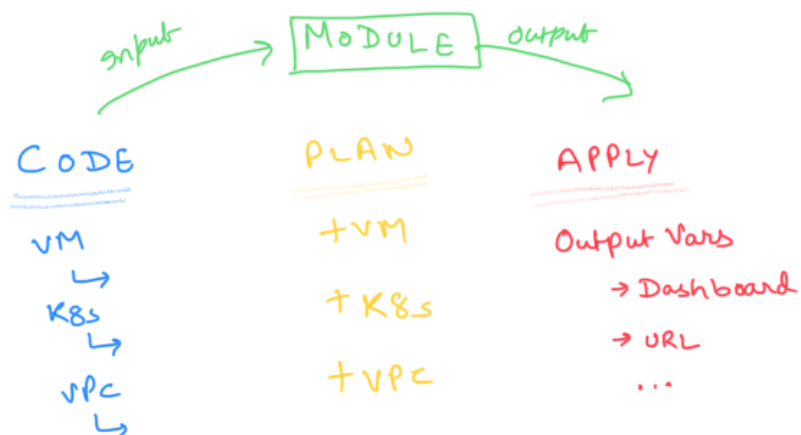 input
MODULE
output
CODE
PLAN
APPLY
VM
+VM
Output Vars
→ Dashboard
K8s
+K8s
→ URL
VPC
+VPC
...